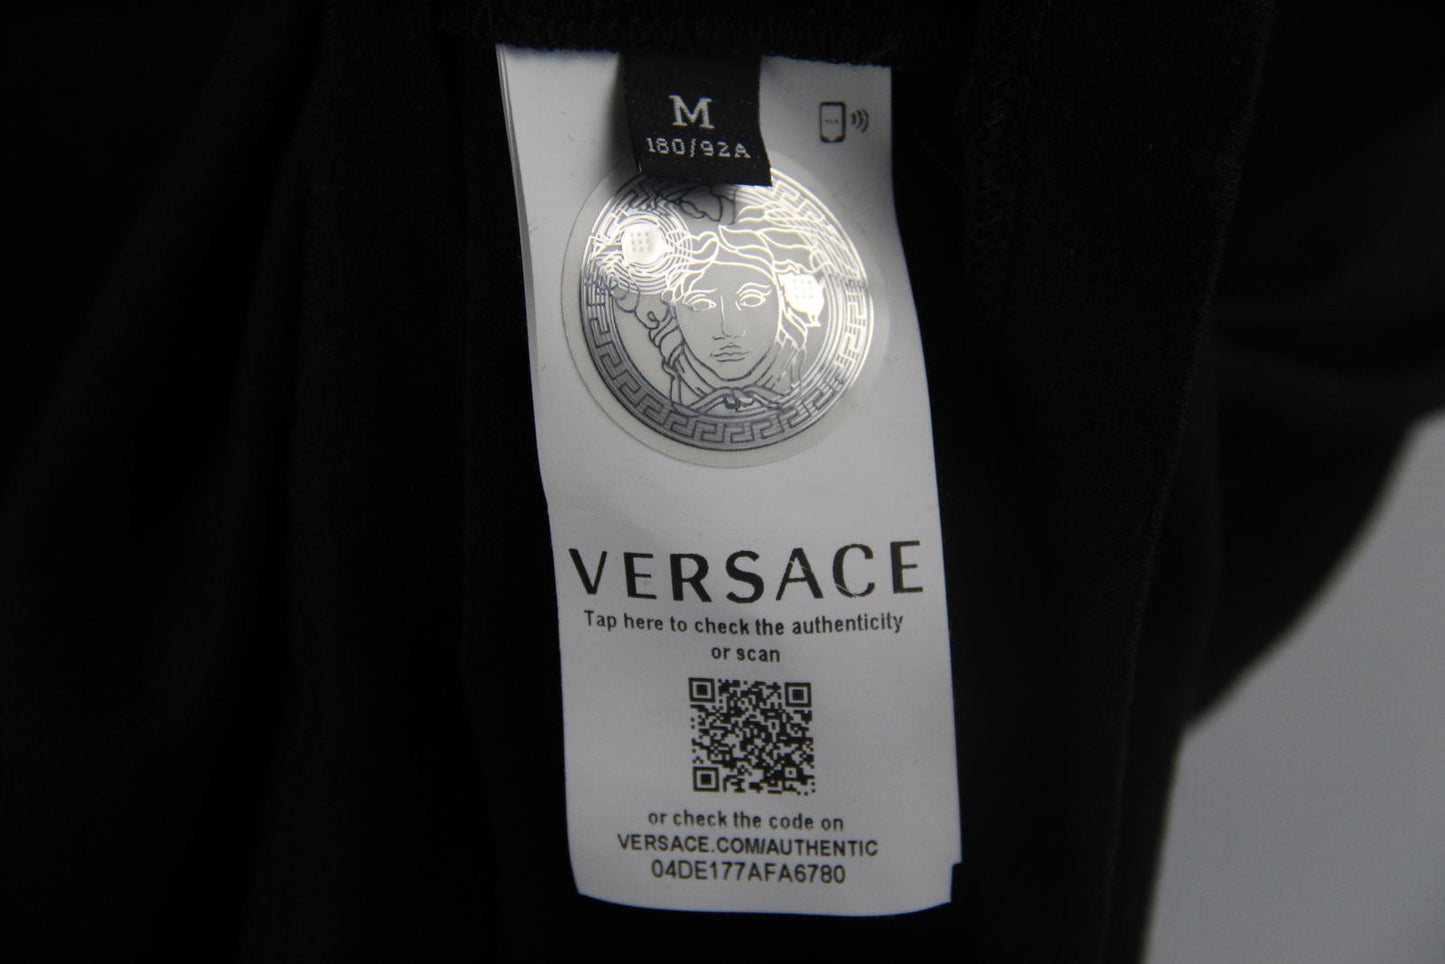 M
180/92A
VERSACE
Tap here to check the authenticity
or scan
or check the code on
VERSACE.COM/AUTHENTIC
04DE177AFA6780